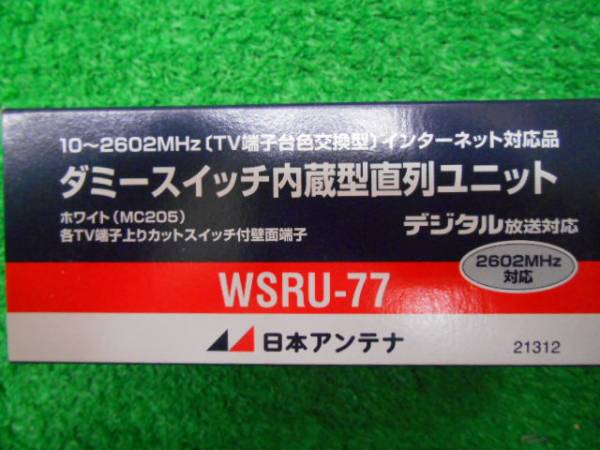 10～2602MHz（TV端子台色交換型）インターネット対応品
ダミースイッチ内蔵型直列ユニット
ホワイト（MC205）
各TV端子上りカットスイッチ付壁面端子
デジタル放送対応
2602MHz
対応
WSRU-77
日本アンテナ
21312